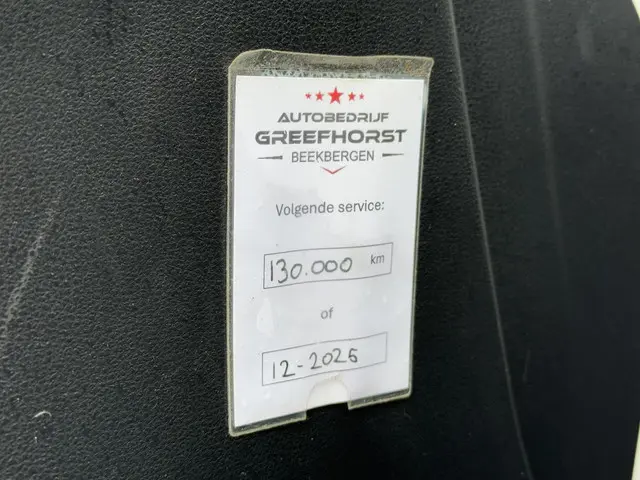 AUTOBEDRIJF
GREEFHORST
BEEKBERGEN
Volgende service:
130.000 km
of
12-2025